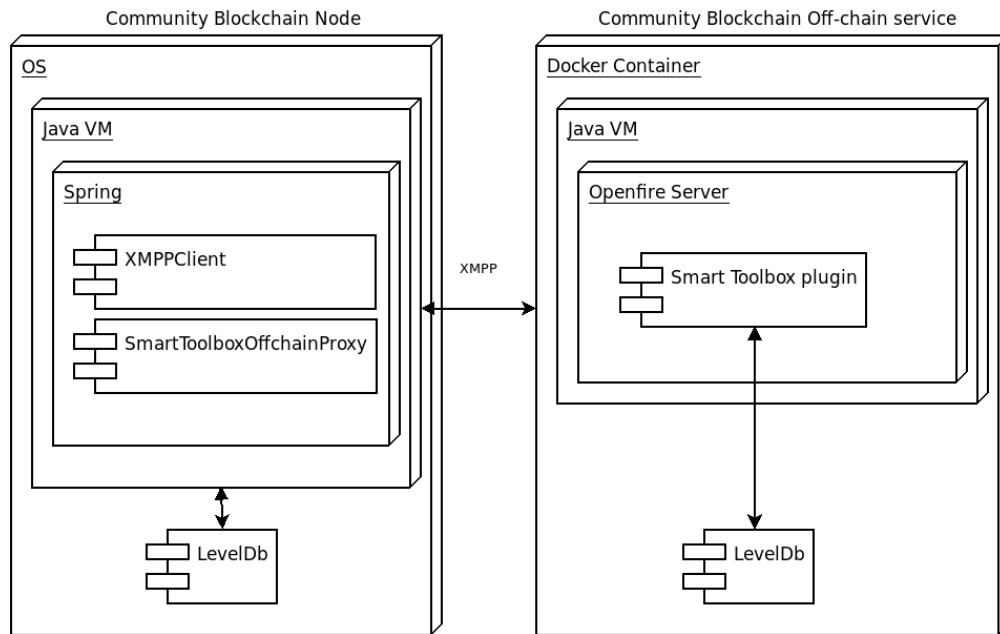 Community Blockchain Node
OS
Java VM
Spring
XMPPClient
SmartToolboxOffchainProxy
LevelDb
XMPP
Community Blockchain Off-chain service
Docker Container
Java VM
Openfire Server
Smart Toolbox plugin
LevelDb